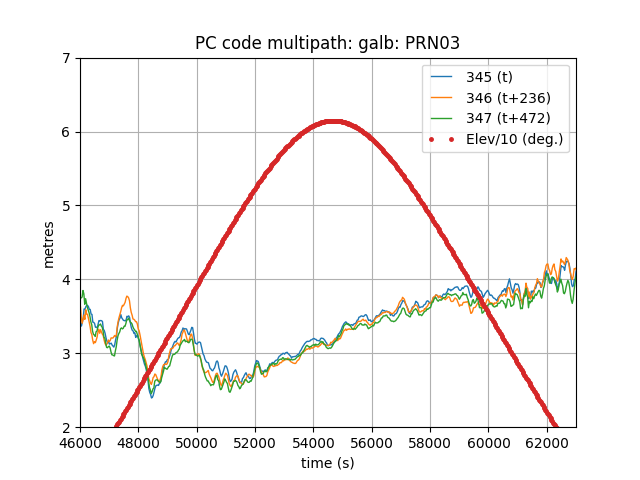 PC code multipath: galb: PRN03
7
6
5
4
3
2
metres
345 (t)
346 (t+236)
347 (t+472)
Elev/10 (deg.)
46000 48000 50000 52000 54000 56000 58000 60000 62000
time (s)